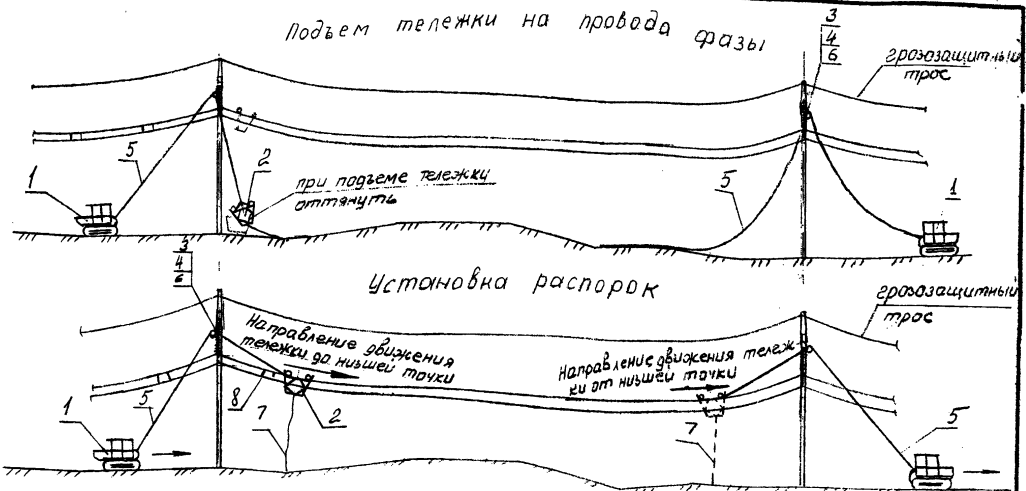 Подъем тележки на провода фазы
3
4
6
грозозащитный
трос
5
1
2
при подъеме тележки
оттянуть
5
1
Установка распорок
3
4
6
грозозащитный
трос
Направление движения
тележки до низшей точки
Направление движения тележ-
ки от низшей точки
1
5
8
7
2
7
5